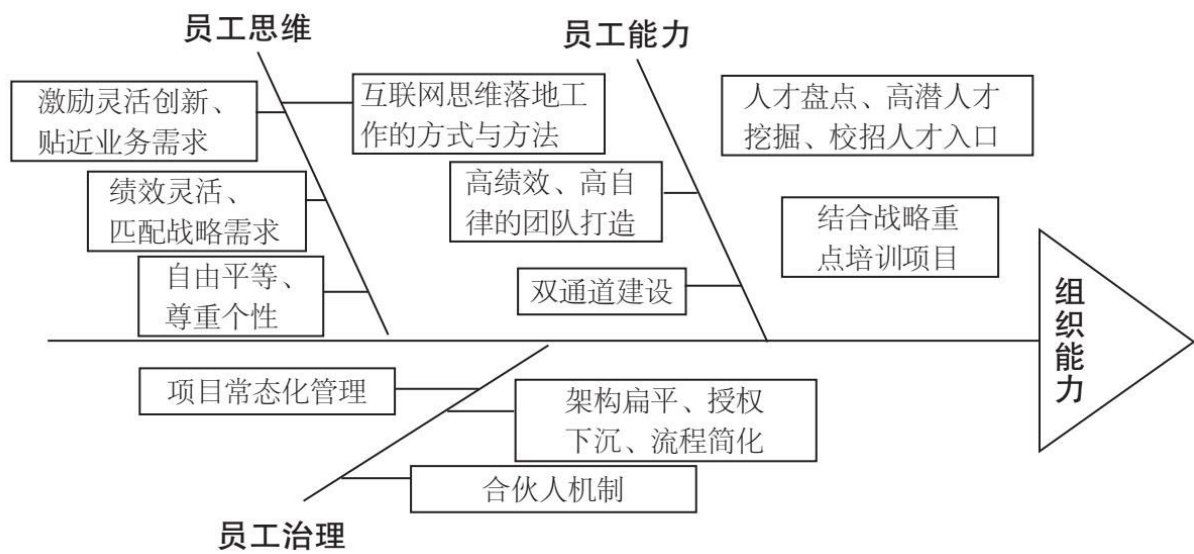 员工思维
员工能力
激励灵活创新、
贴近业务需求
互联网思维落地工
作的方式与方法
人才盘点、高潜人才
挖掘、校招人才入口
绩效灵活、
匹配战略需求
高绩效、高自
律的团队打造
结合战略重
点培训项目
自由平等、
尊重个性
双通道建设
组织能力
项目常态化管理
架构扁平、授权
下沉、流程简化
合伙人机制
员工治理